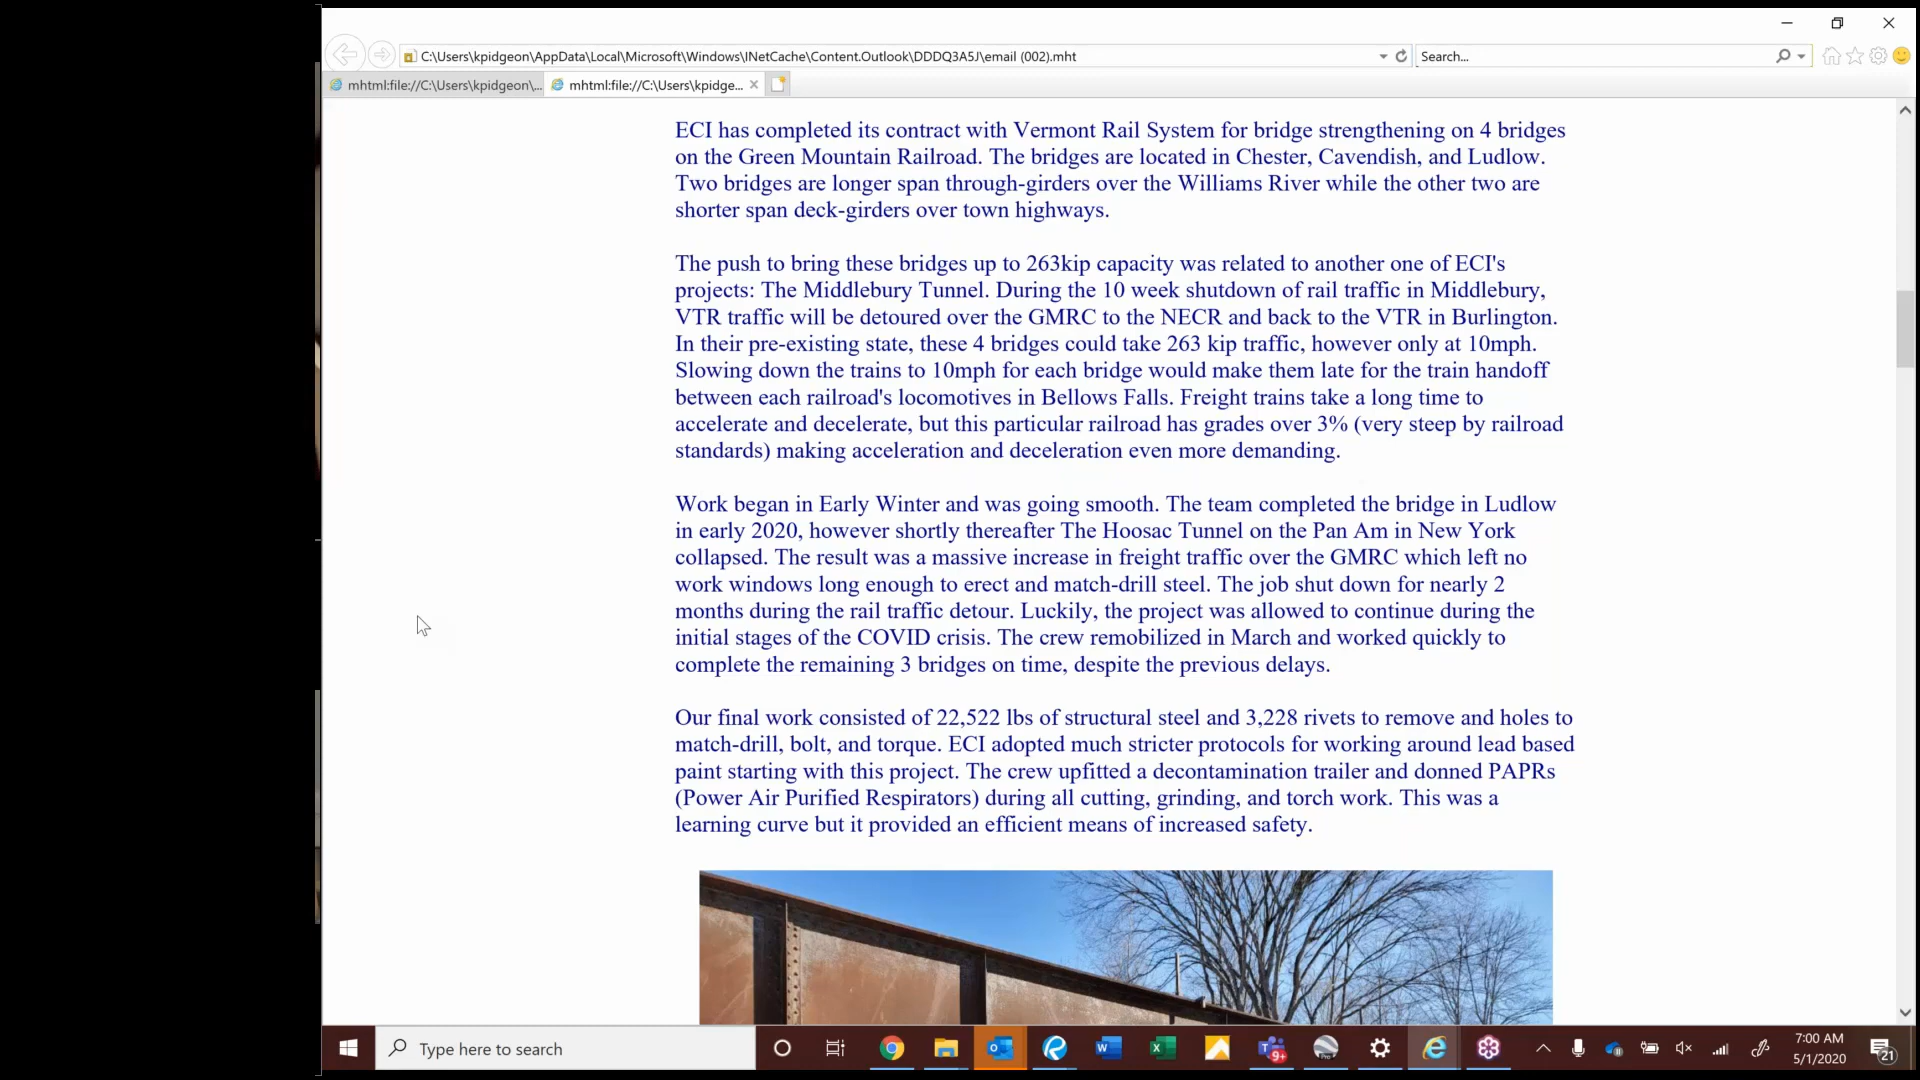 C:\Users\kpidgeon\AppData\Local\Microsoft\Windows\INetCache\Content.Outlook\DDDQ3A5J\email (002).mht
Search...
mhtml:file://C:\Users\kpidgeon\...
mhtml:file://C:\Users\kpidge...
ECI has completed its contract with Vermont Rail System for bridge strengthening on 4 bridges
on the Green Mountain Railroad. The bridges are located in Chester, Cavendish, and Ludlow.
Two bridges are longer span through-girders over the Williams River while the other two are
shorter span deck-girders over town highways.
The push to bring these bridges up to 263kip capacity was related to another one of ECI's
projects: The Middlebury Tunnel. During the 10 week shutdown of rail traffic in Middlebury,
VTR traffic will be detoured over the GMRC to the NECR and back to the VTR in Burlington.
In their pre-existing state, these 4 bridges could take 263 kip traffic, however only at 10mph.
Slowing down the trains to 10mph for each bridge would make them late for the train handoff
between each railroad's locomotives in Bellows Falls. Freight trains take a long time to
accelerate and decelerate, but this particular railroad has grades over 3% (very steep by railroad
standards) making acceleration and deceleration even more demanding.
Work began in Early Winter and was going smooth. The team completed the bridge in Ludlow
in early 2020, however shortly thereafter The Hoosac Tunnel on the Pan Am in New York
collapsed. The result was a massive increase in freight traffic over the GMRC which left no
work windows long enough to erect and match-drill steel. The job shut down for nearly 2
months during the rail traffic detour. Luckily, the project was allowed to continue during the
initial stages of the COVID crisis. The crew remobilized in March and worked quickly to
complete the remaining 3 bridges on time, despite the previous delays.
Our final work consisted of 22,522 lbs of structural steel and 3,228 rivets to remove and holes to
match-drill, bolt, and torque. ECI adopted much stricter protocols for working around lead based
paint starting with this project. The crew upfitted a decontamination trailer and donned PAPRs
(Power Air Purified Respirators) during all cutting, grinding, and torch work. This was a
learning curve but it provided an efficient means of increased safety.
Type here to search
9+
Pro
7:00 AM
5/1/2020
21